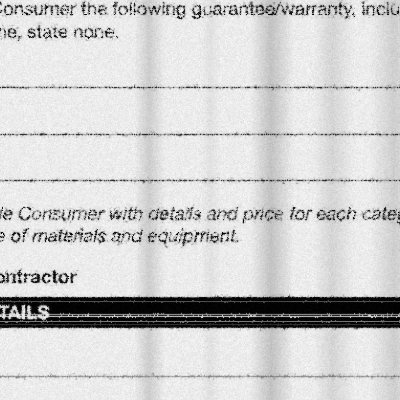 Consumer the following guarantee/warranty, inclu
ne, state none.
de Consumer with details and price for each categ
e of materials and equipment.
ontractor
TAILS